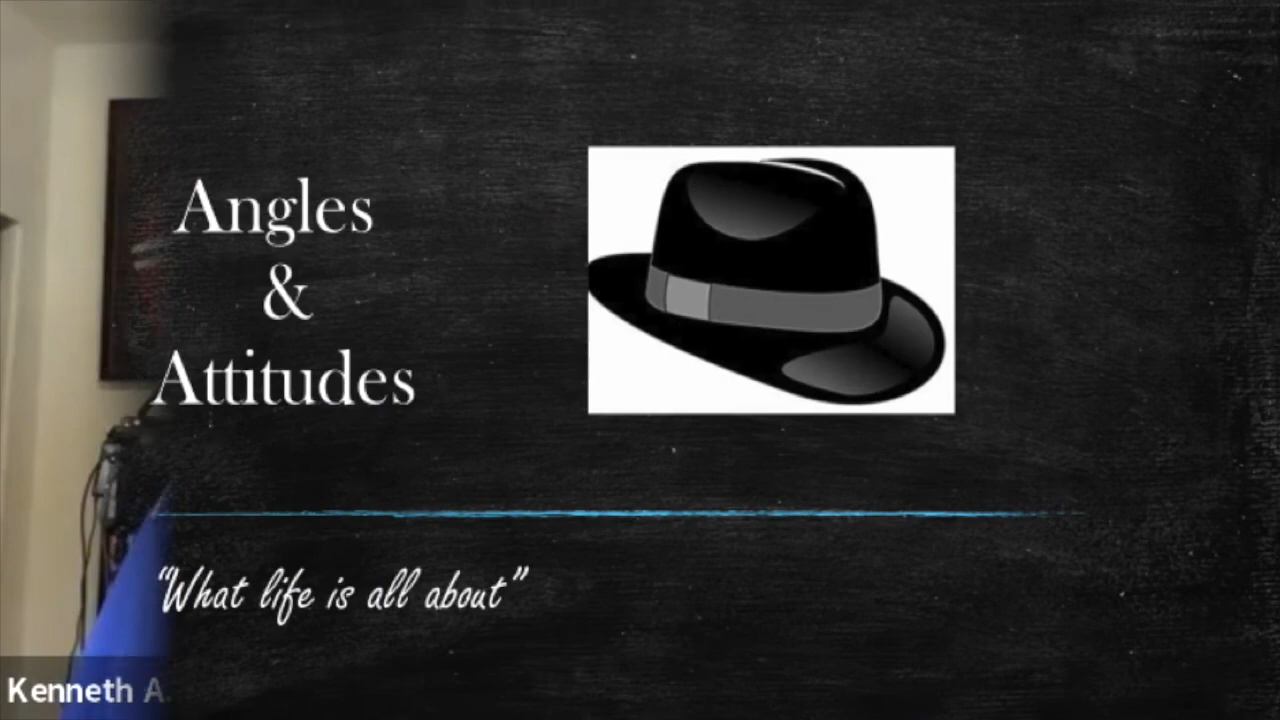 Angles
&
Attitudes
“What life is all about”
Kenneth A.